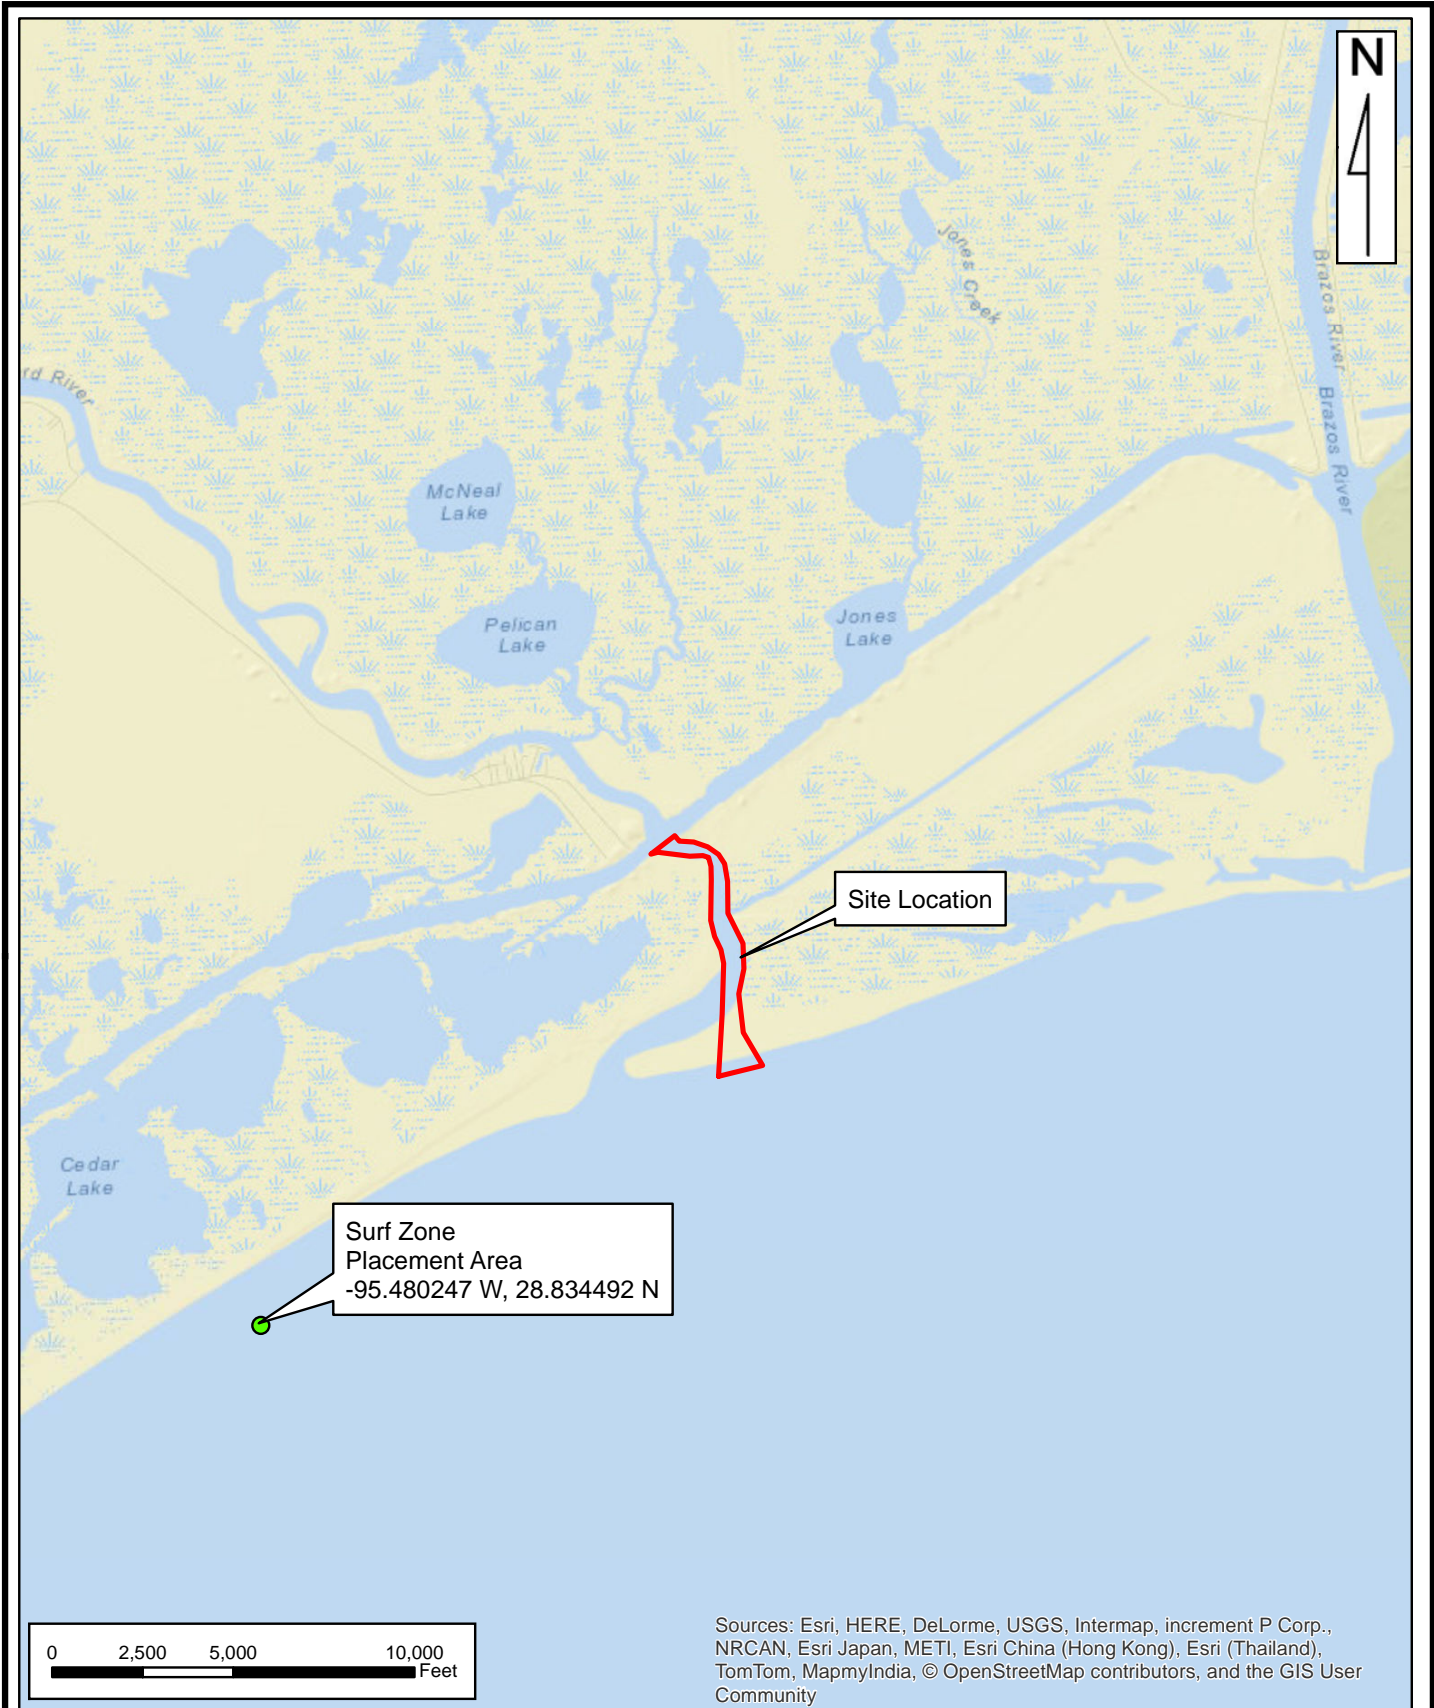 N
Jones Creek
Brazos River
Brazos River
rd River
McNeal
Lake
Pelican
Lake
Jones
Lake
Site Location
Cedar
Lake
Surf Zone
Placement Area
-95.480247 W, 28.834492 N
0 2,500 5,000 10,000
Feet
Sources: Esri, HERE, DeLorme, USGS, Intermap, increment P Corp.,
NRCAN, Esri Japan, METI, Esri China (Hong Kong), Esri (Thailand),
TomTom, MapmyIndia, © OpenStreetMap contributors, and the GIS User
Community